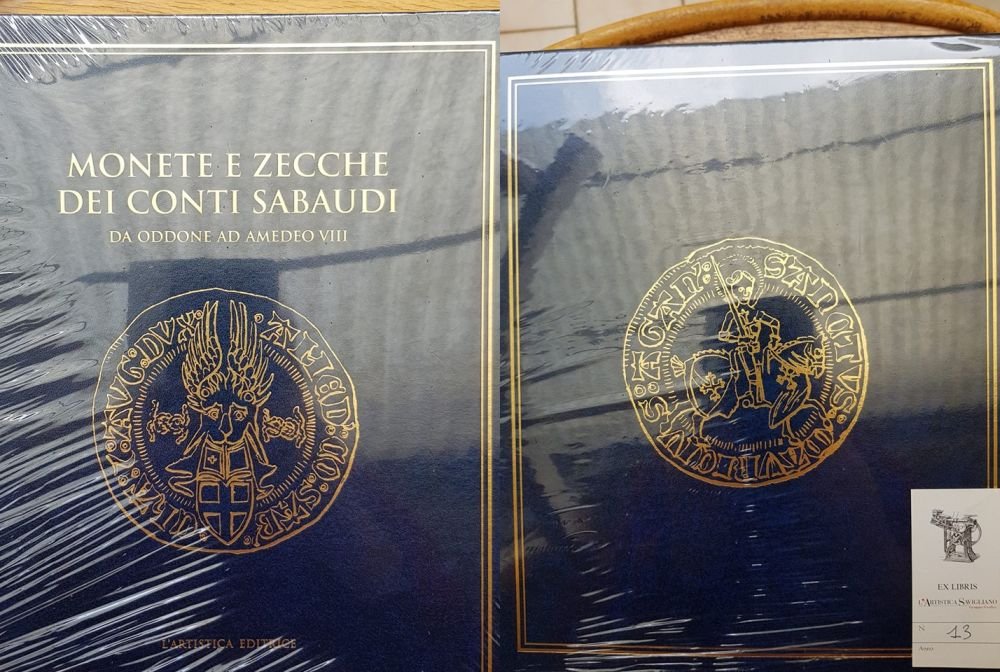 MONETE E ZECCHE
DEI CONTI SABAUDI
DA ODDONE AD AMEDEO VIII
L'ARTISTICA EDITRICE
EX LIBRIS
L'ARTISTICA SAVIGLIANO
N. 13
Anno